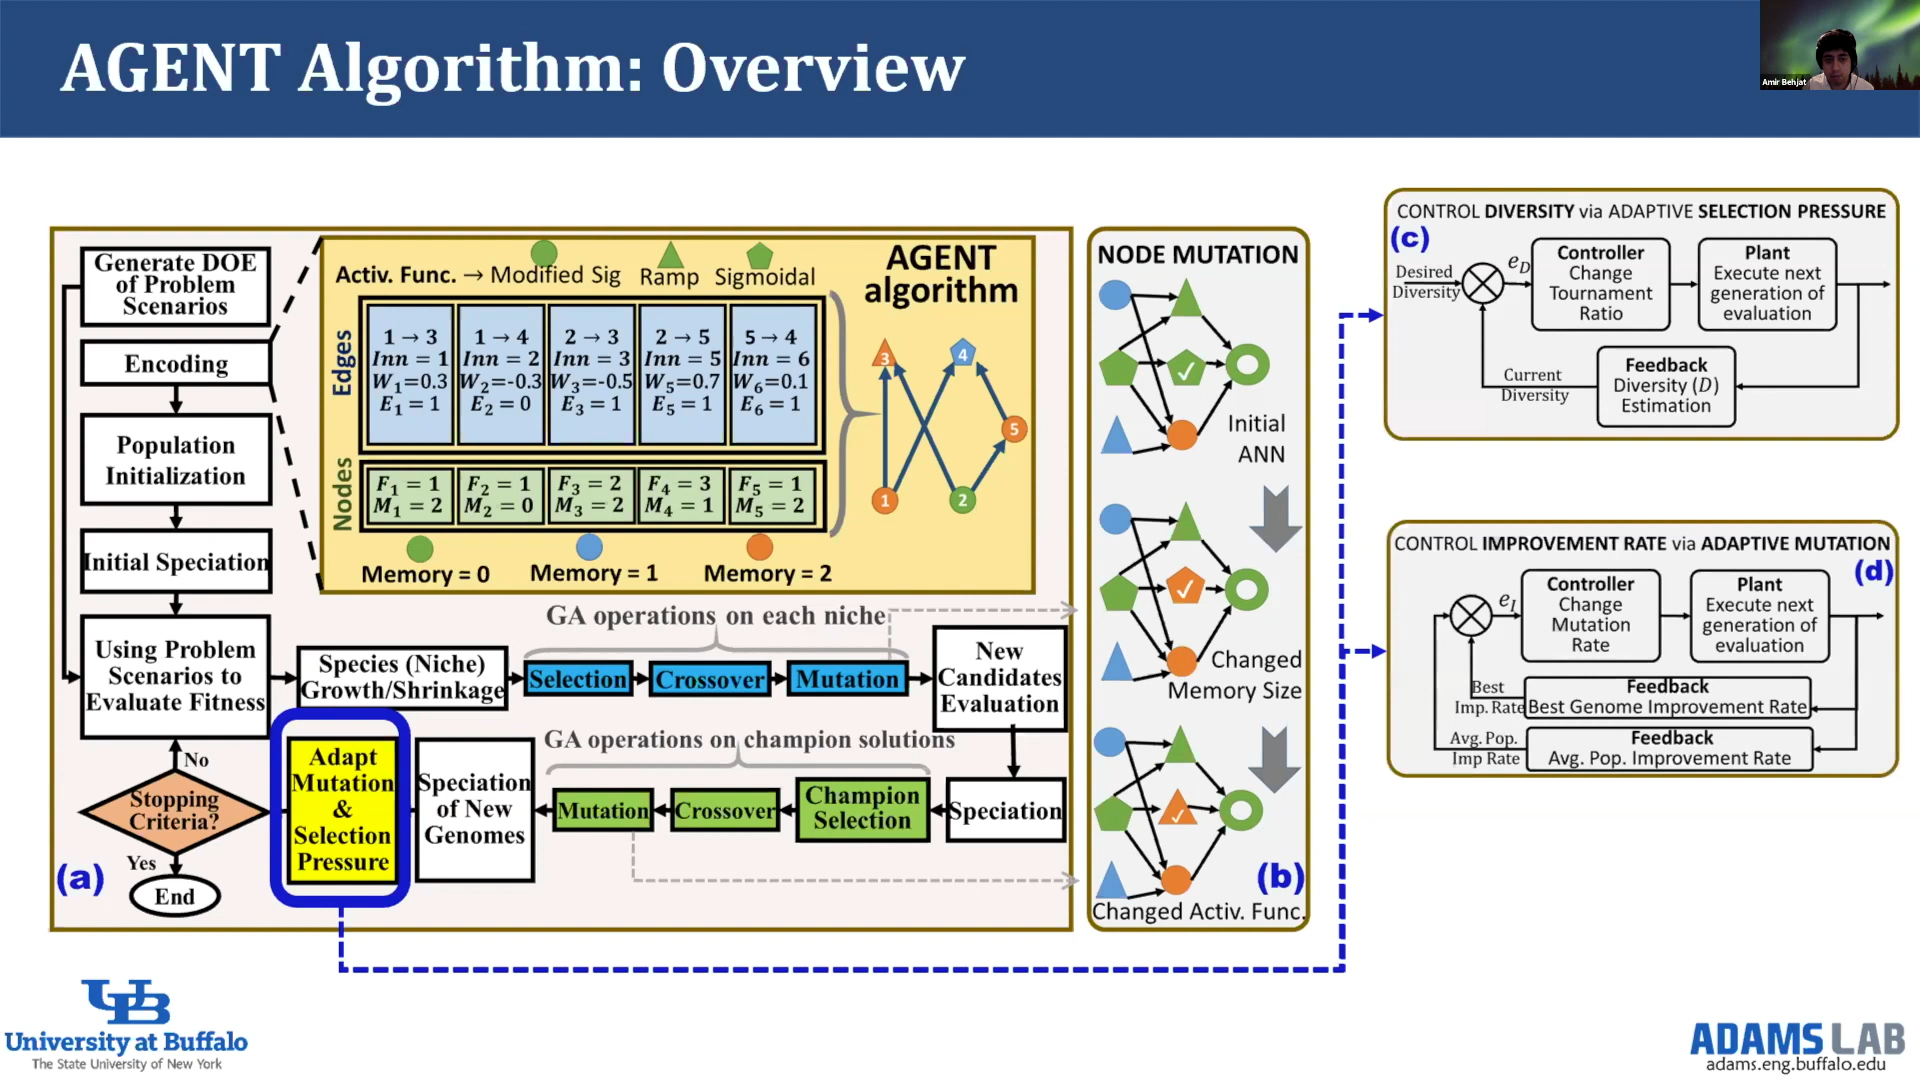 AGENT Algorithm: Overview
Amir Behjat
Generate DOE
of Problem
Scenarios
Encoding
Population
Initialization
Initial Speciation
Using Problem
Scenarios to
Evaluate Fitness
No
Stopping
Criteria?
Yes
End
(a)
Activ. Func. → Modified Sig Ramp Sigmoidal
AGENT
algorithm
Edges
1 → 3
Inn = 1
W₁=0.3
E₁ = 1
1 → 4
Inn = 2
W₂=-0.3
E₂ = 0
2 → 3
Inn = 3
W₃=-0.5
E₃ = 1
2 → 5
Inn = 5
W₅=0.7
E₅ = 1
5 → 4
Inn = 6
W₆=0.1
E₆ = 1
Nodes
F₁ = 1
M₁ = 2
F₂ = 1
M₂ = 0
F₃ = 2
M₃ = 2
F₄ = 3
M₄ = 1
F₅ = 1
M₅ = 2
3
4
5
1
2
Memory = 0
Memory = 1
Memory = 2
GA operations on each niche
Species (Niche)
Growth/Shrinkage
Selection
Crossover
Mutation
New
Candidates
Evaluation
GA operations on champion solutions
Adapt
Mutation
&
Selection
Pressure
Speciation
of New
Genomes
Mutation
Crossover
Champion
Selection
Speciation
NODE MUTATION
Initial
ANN
Changed
Memory Size
(b)
Changed Activ. Func.
CONTROL DIVERSITY via ADAPTIVE SELECTION PRESSURE
(c)
Desired
Diversity
e_D
Controller
Change
Tournament
Ratio
Plant
Execute next
generation of
evaluation
Current
Diversity
Feedback
Diversity (D)
Estimation
CONTROL IMPROVEMENT RATE via ADAPTIVE MUTATION
(d)
e_I
Controller
Change
Mutation
Rate
Plant
Execute next
generation of
evaluation
Best
Imp. Rate
Feedback
Best Genome Improvement Rate
Avg. Pop.
Imp Rate
Feedback
Avg. Pop. Improvement Rate
UB
University at Buffalo
The State University of New York
ADAMS LAB
adams.eng.buffalo.edu